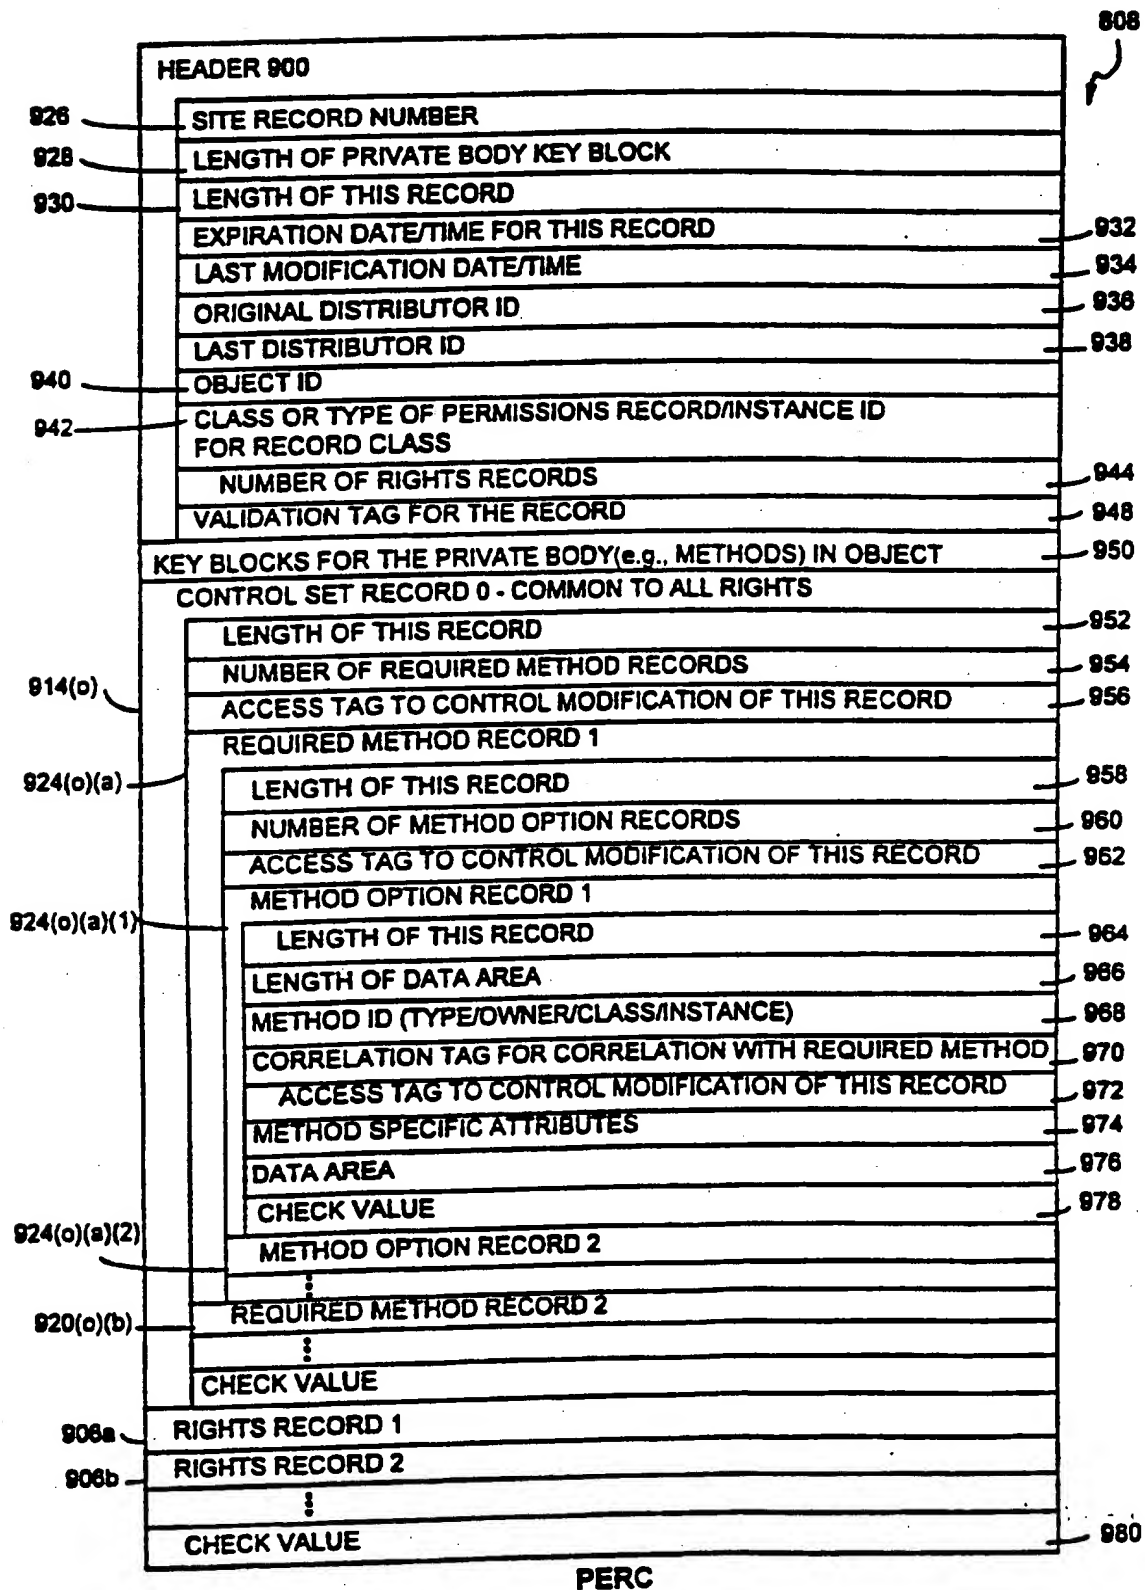 808
HEADER 900
926 SITE RECORD NUMBER
928 LENGTH OF PRIVATE BODY KEY BLOCK
930 LENGTH OF THIS RECORD
EXPIRATION DATE/TIME FOR THIS RECORD 932
LAST MODIFICATION DATE/TIME 934
ORIGINAL DISTRIBUTOR ID 936
LAST DISTRIBUTOR ID 938
940 OBJECT ID
942 CLASS OR TYPE OF PERMISSIONS RECORD/INSTANCE ID
FOR RECORD CLASS
NUMBER OF RIGHTS RECORDS 944
VALIDATION TAG FOR THE RECORD 948
KEY BLOCKS FOR THE PRIVATE BODY(e.g., METHODS) IN OBJECT 950
CONTROL SET RECORD 0 - COMMON TO ALL RIGHTS
LENGTH OF THIS RECORD 952
NUMBER OF REQUIRED METHOD RECORDS 954
914(o) ACCESS TAG TO CONTROL MODIFICATION OF THIS RECORD 956
REQUIRED METHOD RECORD 1
924(o)(a) LENGTH OF THIS RECORD 958
NUMBER OF METHOD OPTION RECORDS 960
ACCESS TAG TO CONTROL MODIFICATION OF THIS RECORD 962
METHOD OPTION RECORD 1
924(o)(a)(1) LENGTH OF THIS RECORD 964
LENGTH OF DATA AREA 966
METHOD ID (TYPE/OWNER/CLASS/INSTANCE) 968
CORRELATION TAG FOR CORRELATION WITH REQUIRED METHOD 970
ACCESS TAG TO CONTROL MODIFICATION OF THIS RECORD 972
METHOD SPECIFIC ATTRIBUTES 974
DATA AREA 976
CHECK VALUE 978
924(o)(a)(2) METHOD OPTION RECORD 2
920(o)(b) REQUIRED METHOD RECORD 2
CHECK VALUE
906a RIGHTS RECORD 1
906b RIGHTS RECORD 2
CHECK VALUE 980
PERC